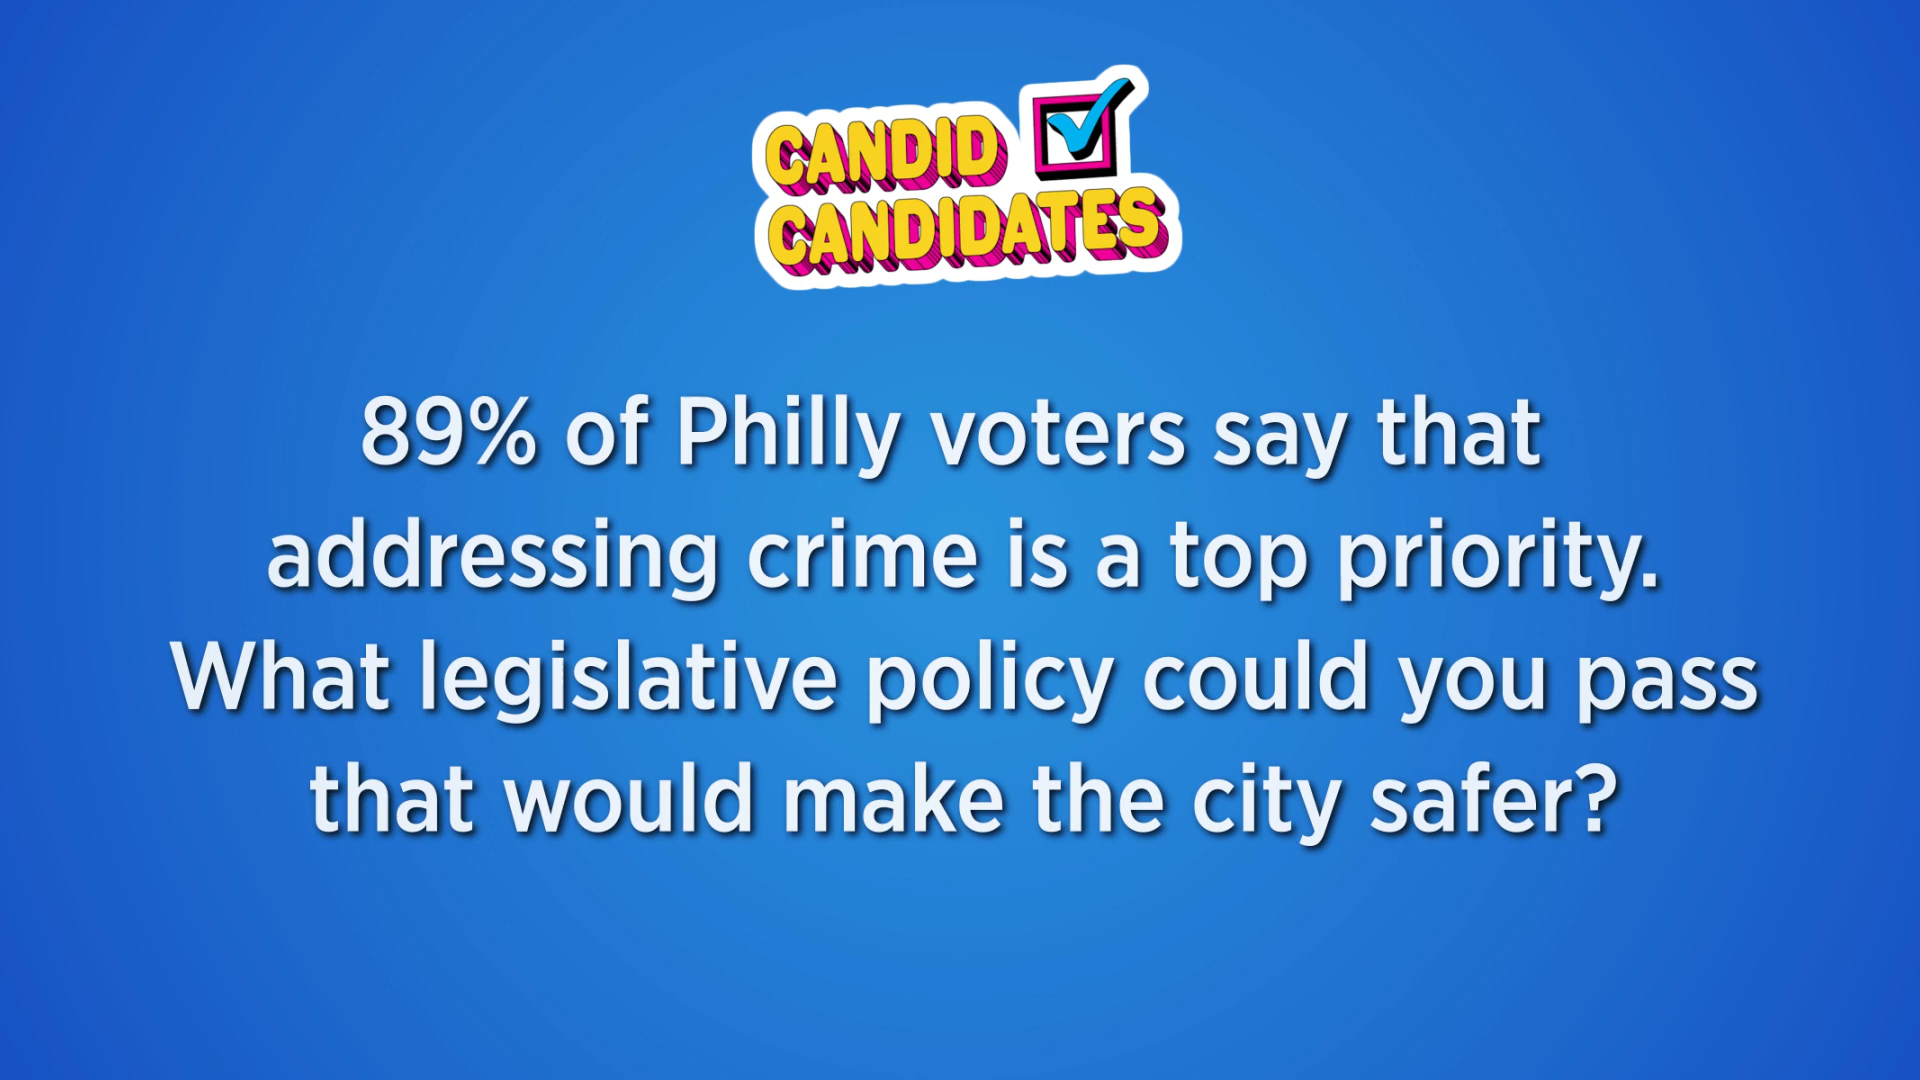 CANDID
CANDIDATES
89% of Philly voters say that
addressing crime is a top priority.
What legislative policy could you pass
that would make the city safer?